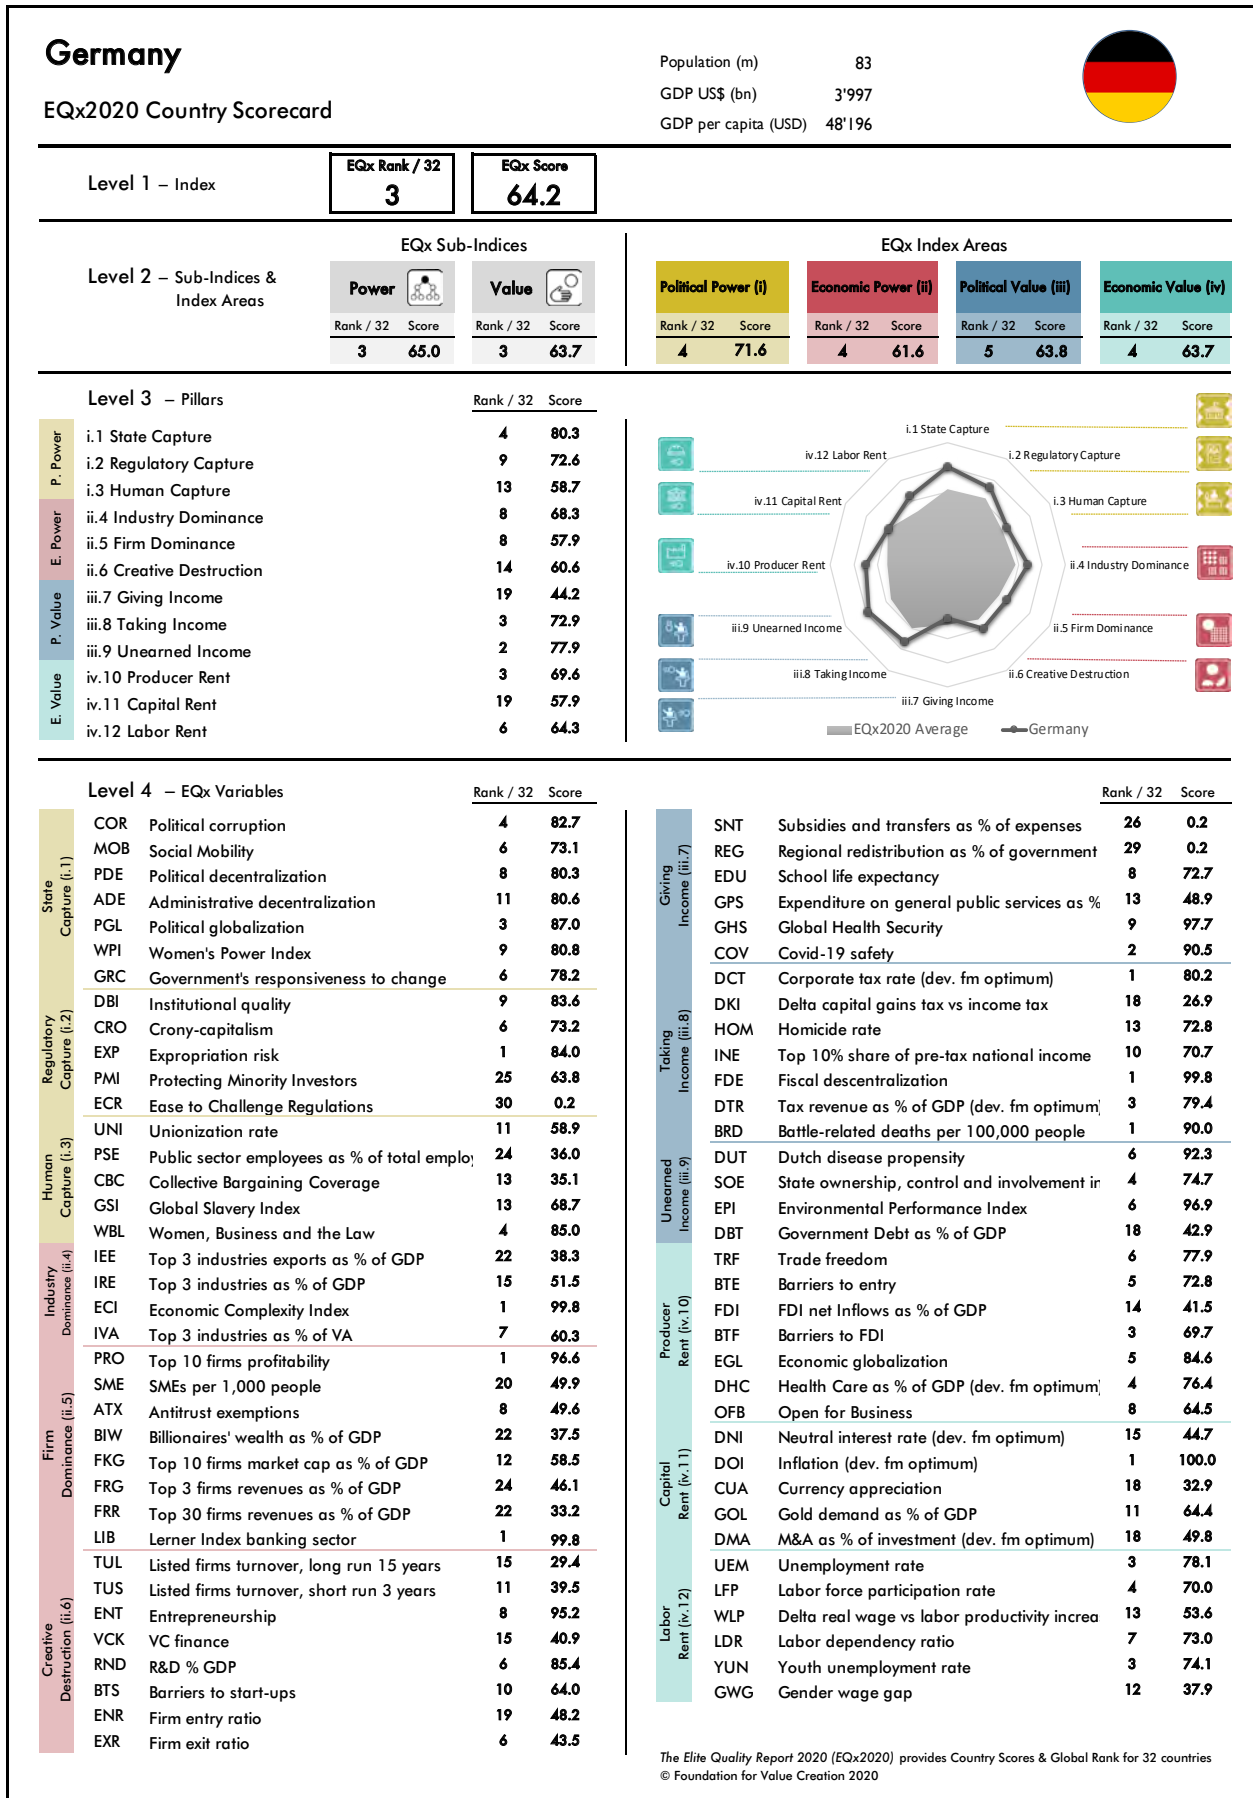 Germany
EQx2020 Country Scorecard
Population (m) 83
GDP US$ (bn) 3'997
GDP per capita (USD) 48'196
Level 1 – Index
EQx Rank / 32
3
EQx Score
64.2
Level 2 – Sub-Indices &
Index Areas
EQx Sub-Indices
Power
Rank / 32 Score
3 65.0
Value
Rank / 32 Score
3 63.7
EQx Index Areas
Political Power (i)
Rank / 32 Score
4 71.6
Economic Power (ii)
Rank / 32 Score
4 61.6
Political Value (iii)
Rank / 32 Score
5 63.8
Economic Value (iv)
Rank / 32 Score
4 63.7
Level 3 – Pillars
Rank / 32 Score
P. Power
i.1 State Capture 4 80.3
i.2 Regulatory Capture 9 72.6
i.3 Human Capture 13 58.7
E. Power
ii.4 Industry Dominance 8 68.3
ii.5 Firm Dominance 8 57.9
ii.6 Creative Destruction 14 60.6
P. Value
iii.7 Giving Income 19 44.2
iii.8 Taking Income 3 72.9
iii.9 Unearned Income 2 77.9
E. Value
iv.10 Producer Rent 3 69.6
iv.11 Capital Rent 19 57.9
iv.12 Labor Rent 6 64.3
i.1 State Capture
i.2 Regulatory Capture
i.3 Human Capture
ii.4 Industry Dominance
ii.5 Firm Dominance
ii.6 Creative Destruction
iii.7 Giving Income
iii.8 Taking Income
iii.9 Unearned Income
iv.10 Producer Rent
iv.11 Capital Rent
iv.12 Labor Rent
EQx2020 Average Germany
Level 4 – EQx Variables
Rank / 32 Score
State
Capture (i.1)
COR Political corruption 4 82.7
MOB Social Mobility 6 73.1
PDE Political decentralization 8 80.3
ADE Administrative decentralization 11 80.6
PGL Political globalization 3 87.0
WPI Women's Power Index 9 80.8
GRC Government's responsiveness to change 6 78.2
Regulatory
Capture (i.2)
DBI Institutional quality 9 83.6
CRO Crony-capitalism 6 73.2
EXP Expropriation risk 1 84.0
PMI Protecting Minority Investors 25 63.8
ECR Ease to Challenge Regulations 30 0.2
Human
Capture (i.3)
UNI Unionization rate 11 58.9
PSE Public sector employees as % of total employ 24 36.0
CBC Collective Bargaining Coverage 13 35.1
GSI Global Slavery Index 13 68.7
WBL Women, Business and the Law 4 85.0
Industry
Dominance (ii.4)
IEE Top 3 industries exports as % of GDP 22 38.3
IRE Top 3 industries as % of GDP 15 51.5
ECI Economic Complexity Index 1 99.8
IVA Top 3 industries as % of VA 7 60.3
Firm
Dominance (ii.5)
PRO Top 10 firms profitability 1 96.6
SME SMEs per 1,000 people 20 49.9
ATX Antitrust exemptions 8 49.6
BIW Billionaires' wealth as % of GDP 22 37.5
FKG Top 10 firms market cap as % of GDP 12 58.5
FRG Top 3 firms revenues as % of GDP 24 46.1
FRR Top 30 firms revenues as % of GDP 22 33.2
LIB Lerner Index banking sector 1 99.8
Creative
Destruction (ii.6)
TUL Listed firms turnover, long run 15 years 15 29.4
TUS Listed firms turnover, short run 3 years 11 39.5
ENT Entrepreneurship 8 95.2
VCK VC finance 15 40.9
RND R&D % GDP 6 85.4
BTS Barriers to start-ups 10 64.0
ENR Firm entry ratio 19 48.2
EXR Firm exit ratio 6 43.5
Rank / 32 Score
Giving
Income (iii.7)
SNT Subsidies and transfers as % of expenses 26 0.2
REG Regional redistribution as % of government 29 0.2
EDU School life expectancy 8 72.7
GPS Expenditure on general public services as % 13 48.9
GHS Global Health Security 9 97.7
COV Covid-19 safety 2 90.5
Taking
Income (iii.8)
DCT Corporate tax rate (dev. fm optimum) 1 80.2
DKI Delta capital gains tax vs income tax 18 26.9
HOM Homicide rate 13 72.8
INE Top 10% share of pre-tax national income 10 70.7
FDE Fiscal descentralization 1 99.8
DTR Tax revenue as % of GDP (dev. fm optimum) 3 79.4
BRD Battle-related deaths per 100,000 people 1 90.0
Unearned
Income (iii.9)
DUT Dutch disease propensity 6 92.3
SOE State ownership, control and involvement in 4 74.7
EPI Environmental Performance Index 6 96.9
DBT Government Debt as % of GDP 18 42.9
Producer
Rent (iv.10)
TRF Trade freedom 6 77.9
BTE Barriers to entry 5 72.8
FDI FDI net Inflows as % of GDP 14 41.5
BTF Barriers to FDI 3 69.7
EGL Economic globalization 5 84.6
DHC Health Care as % of GDP (dev. fm optimum) 4 76.4
OFB Open for Business 8 64.5
Capital
Rent (iv.11)
DNI Neutral interest rate (dev. fm optimum) 15 44.7
DOI Inflation (dev. fm optimum) 1 100.0
CUA Currency appreciation 18 32.9
GOL Gold demand as % of GDP 11 64.4
DMA M&A as % of investment (dev. fm optimum) 18 49.8
Labor
Rent (iv.12)
UEM Unemployment rate 3 78.1
LFP Labor force participation rate 4 70.0
WLP Delta real wage vs labor productivity increa 13 53.6
LDR Labor dependency ratio 7 73.0
YUN Youth unemployment rate 3 74.1
GWG Gender wage gap 12 37.9
The Elite Quality Report 2020 (EQx2020) provides Country Scores & Global Rank for 32 countries
© Foundation for Value Creation 2020